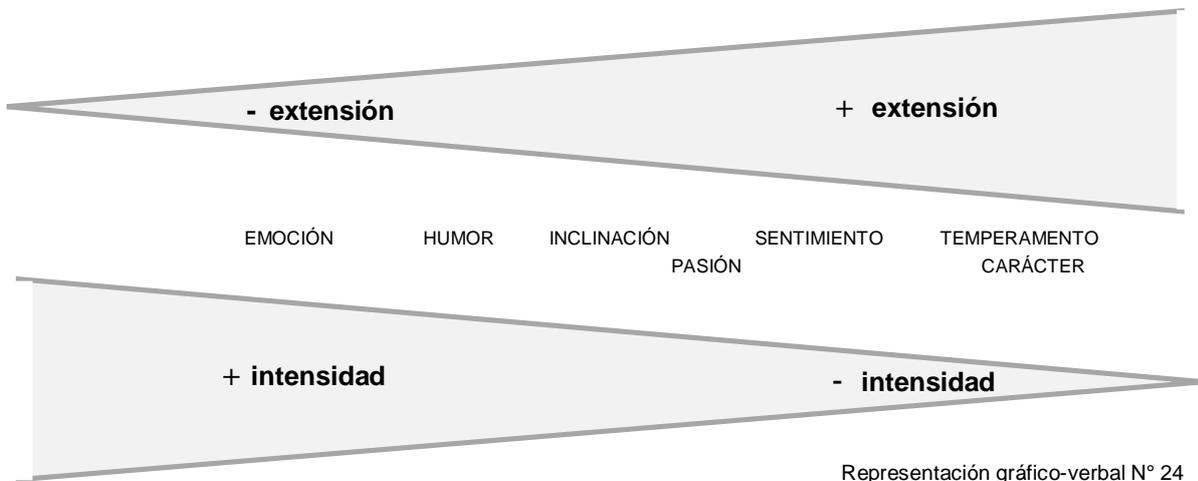 - extensión + extensión
EMOCIÓN HUMOR INCLINACIÓN SENTIMIENTO TEMPERAMENTO
PASIÓN CARÁCTER
+ intensidad - intensidad
Representación gráfico-verbal N° 24